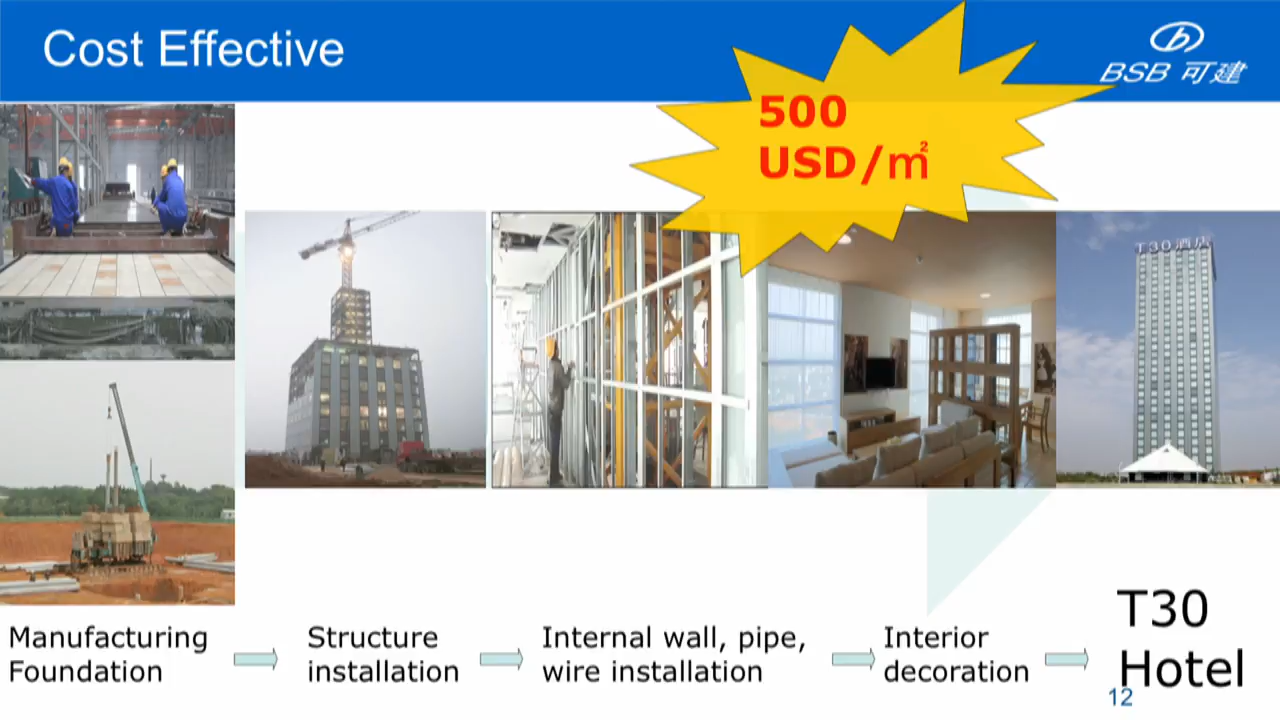 Cost Effective
BSB 可建
500
USD/㎡
T30酒店
Manufacturing
Foundation
Structure
installation
Internal wall, pipe,
wire installation
Interior
decoration
T30
Hotel
12